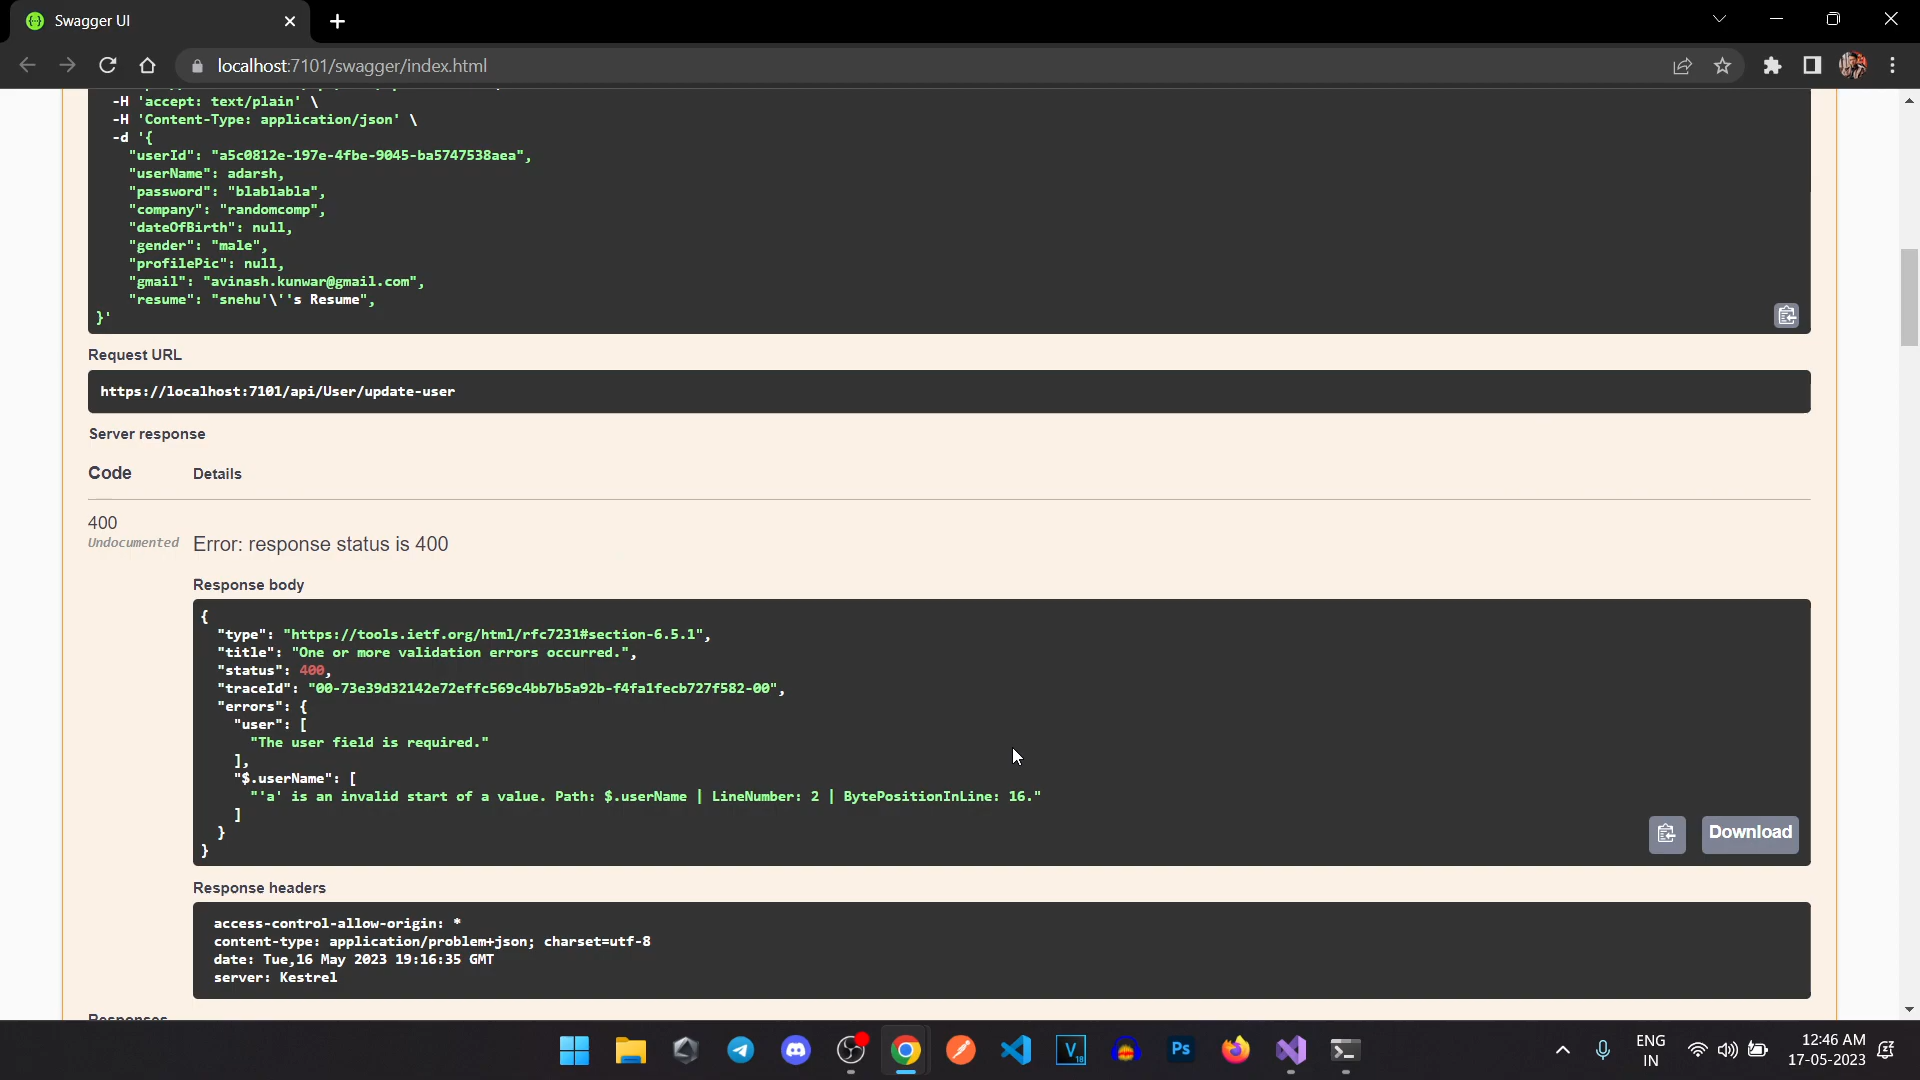 Swagger UI
localhost:7101/swagger/index.html
-H 'accept: text/plain' \
-H 'Content-Type: application/json' \
-d '{
"userId": "a5c0812e-197e-4fbe-9045-ba5747538aea",
"userName": adarsh,
"password": "blablabla",
"company": "randomcomp",
"dateOfBirth": null,
"gender": "male",
"profilePic": null,
"gmail": "avinash.kunwar@gmail.com",
"resume": "snehu'\''s Resume",
}'
Request URL
https://localhost:7101/api/User/update-user
Server response
Code Details
400
Undocumented
Error: response status is 400
Response body
{
"type": "https://tools.ietf.org/html/rfc7231#section-6.5.1",
"title": "One or more validation errors occurred.",
"status": 400,
"traceId": "00-73e39d32142e72effc569c4bb7b5a92b-f4fa1fecb727f582-00",
"errors": {
"user": [
"The user field is required."
],
"$.userName": [
"'a' is an invalid start of a value. Path: $.userName | LineNumber: 2 | BytePositionInLine: 16."
]
}
}
Download
Response headers
access-control-allow-origin: *
content-type: application/problem+json; charset=utf-8
date: Tue,16 May 2023 19:16:35 GMT
server: Kestrel
Responses
V
18
Ps
ENG
IN
12:46 AM
17-05-2023